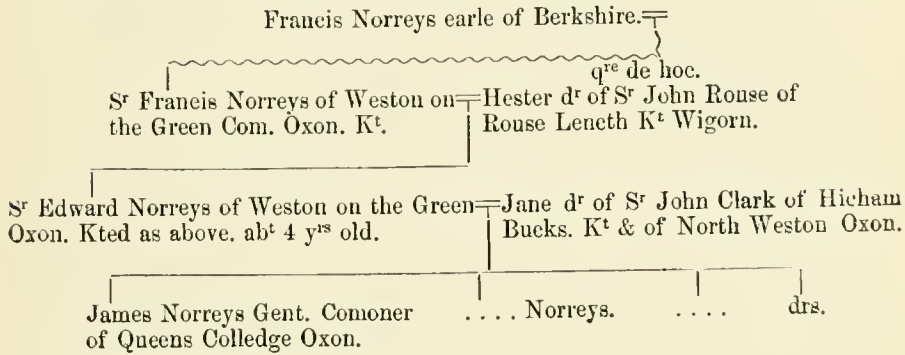 Francis Norreys earle of Berkshire.
qʳᵉ de hoc.
Sʳ Francis Norreys of Weston on
the Green Com. Oxon. Kᵗ.
Hester dʳ of Sʳ John Rouse of
Rouse Leneth Kᵗ Wigorn.
Sʳ Edward Norreys of Weston on the Green
Oxon. Kted as above. abᵗ 4 yʳˢ old.
Jane dʳ of Sʳ John Clark of Hicham
Bucks. Kᵗ & of North Weston Oxon.
James Norreys Gent. Comoner
of Queens Colledge Oxon.
.... Norreys.
....
drs.